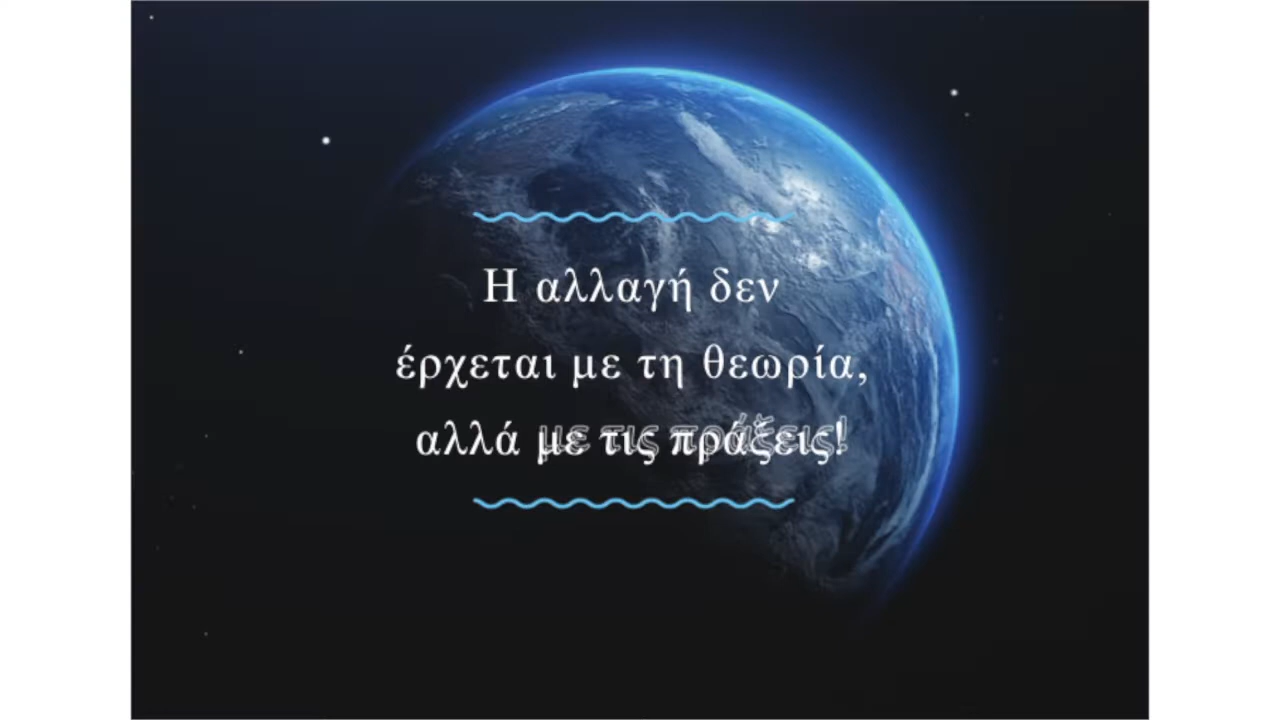 Η αλλαγή δεν
έρχεται με τη θεωρία,
αλλά με τις πράξεις!